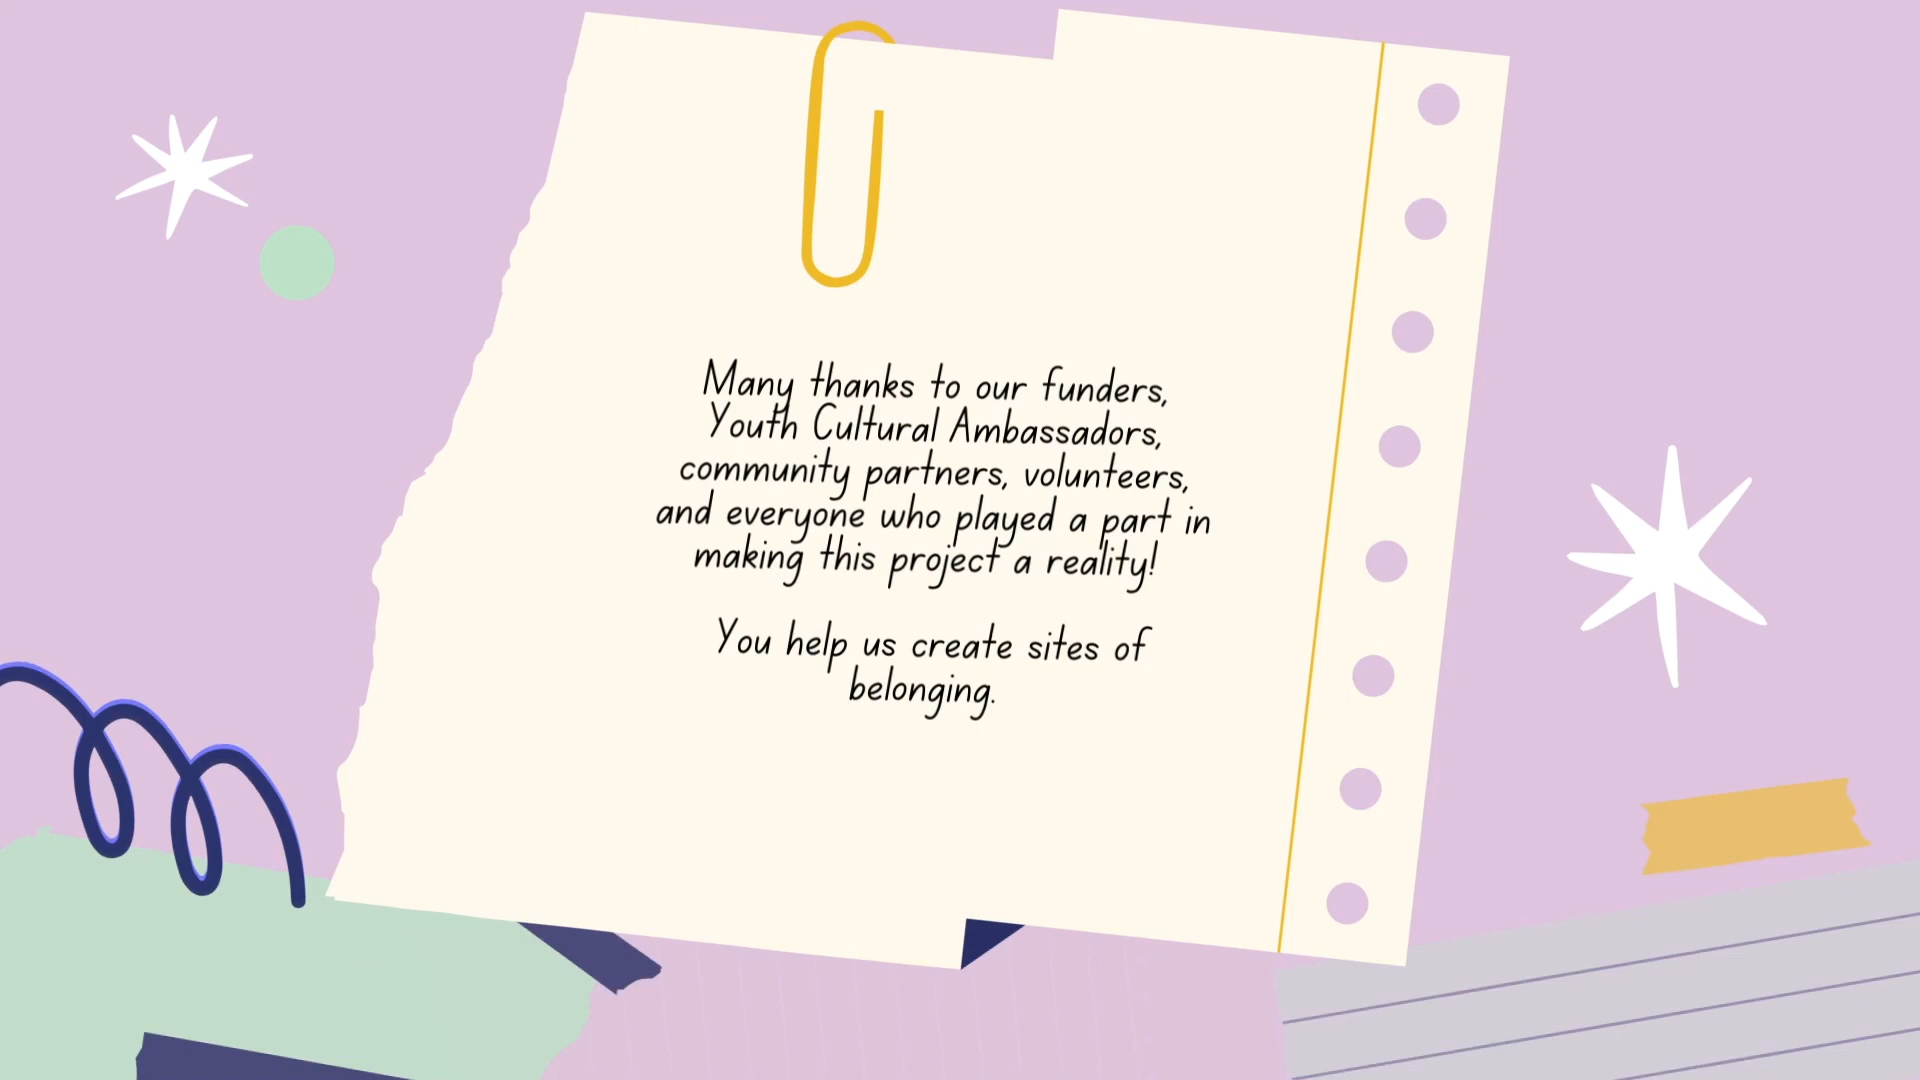 Many thanks to our funders,
Youth Cultural Ambassadors,
community partners, volunteers,
and everyone who played a part in
making this project a reality!
You help us create sites of
belonging.